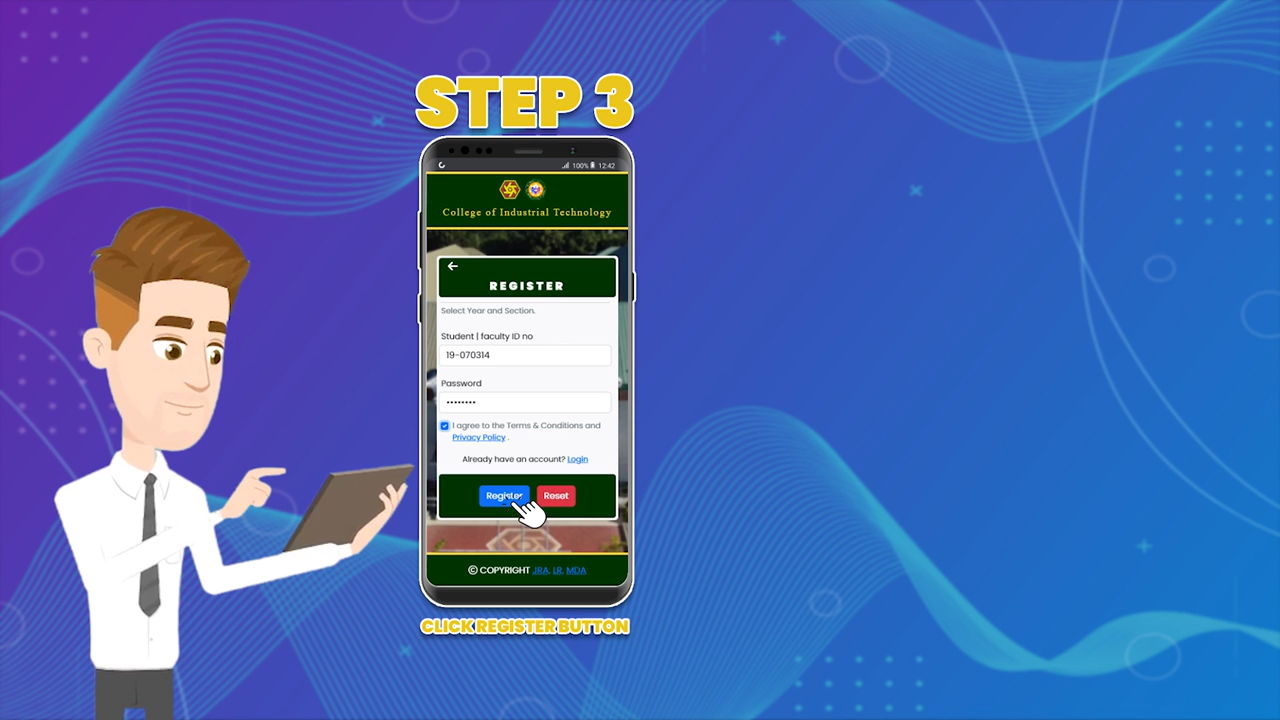 STEP 3
100% 12:42
College of Industrial Technology
REGISTER
Select Year and Section.
Student | faculty ID no
19-070314
Password
••••••••
I agree to the Terms & Conditions and
Privacy Policy .
Already have an account? Login
Register Reset
© COPYRIGHT JRA, LR, MDA
CLICK REGISTER BUTTON